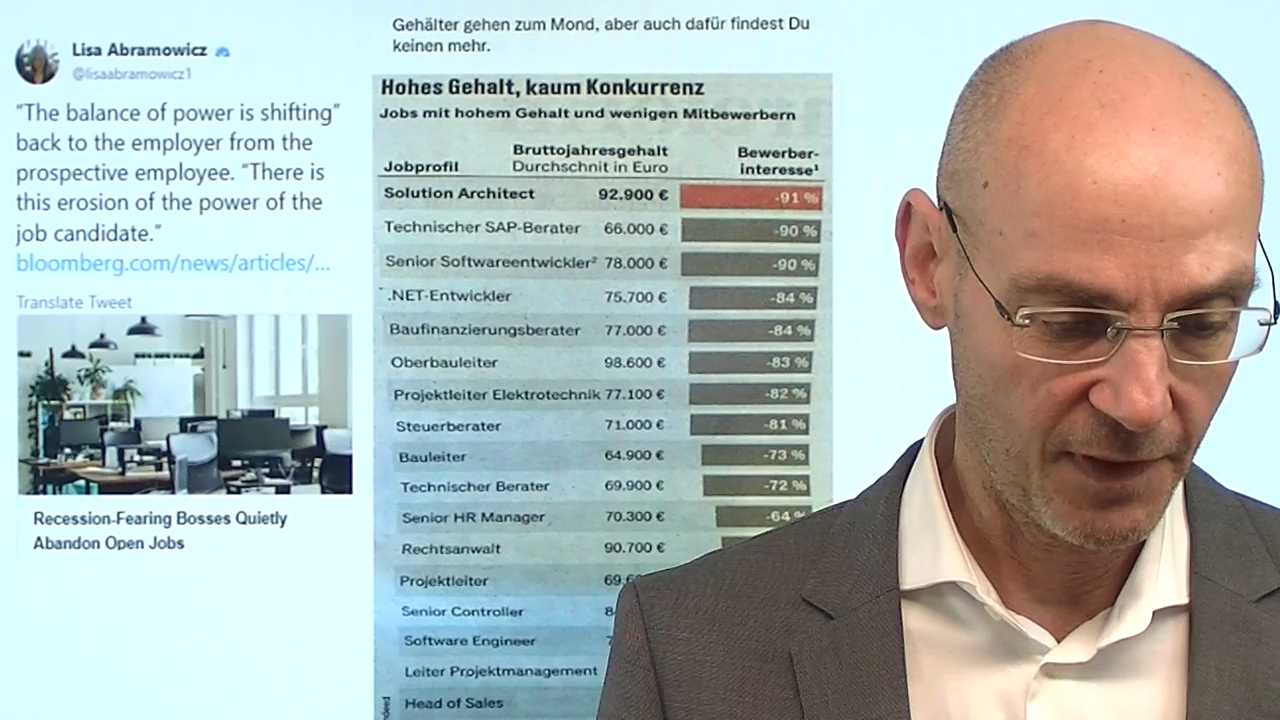 Lisa Abramowicz
@lisaabramowicz1
"The balance of power is shifting"
back to the employer from the
prospective employee. "There is
this erosion of the power of the
job candidate."
bloomberg.com/news/articles/...
Translate Tweet
Recession-Fearing Bosses Quietly
Abandon Open Jobs
Gehälter gehen zum Mond, aber auch dafür findest Du
keinen mehr.
Hohes Gehalt, kaum Konkurrenz
Jobs mit hohem Gehalt und wenigen Mitbewerbern
Jobprofil Bruttojahresgehalt Durchschnit in Euro Bewerber-interesse¹
Solution Architect 92.900 € -91 %
Technischer SAP-Berater 66.000 € -90 %
Senior Softwareentwickler² 78.000 € -90 %
.NET-Entwickler 75.700 € -84 %
Baufinanzierungsberater 77.000 € -84 %
Oberbauleiter 98.600 € -83 %
Projektleiter Elektrotechnik 77.100 € -82 %
Steuerberater 71.000 € -81 %
Bauleiter 64.900 € -73 %
Technischer Berater 69.900 € -72 %
Senior HR Manager 70.300 € -64 %
Rechtsanwalt 90.700 €
Projektleiter
Senior Controller
Software Engineer
Leiter Projektmanagement
Head of Sales